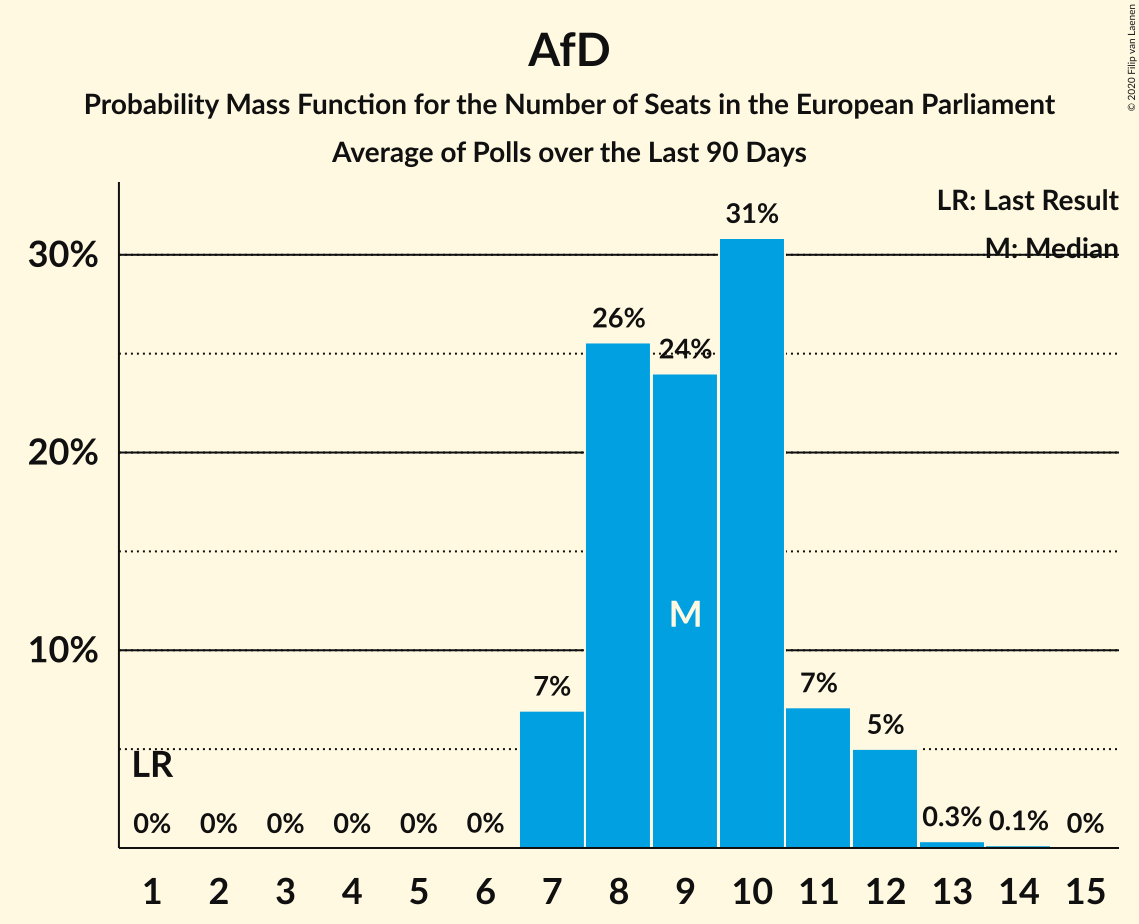 AfD
Probability Mass Function for the Number of Seats in the European Parliament
Average of Polls over the Last 90 Days
© 2020 Filip van Laenen
LR: Last Result
M: Median
30%
20%
10%
31%
26%
24%
7%
7%
5%
0% 0% 0% 0% 0% 0% 0.3% 0.1% 0%
LR
M
1 2 3 4 5 6 7 8 9 10 11 12 13 14 15